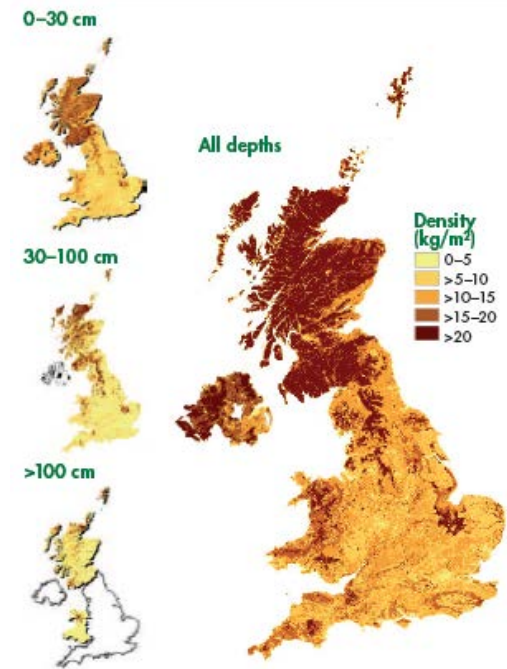 0–30 cm
All depths
Density
(kg/m²)
0–5
>5–10
>10–15
>15–20
>20
30–100 cm
>100 cm